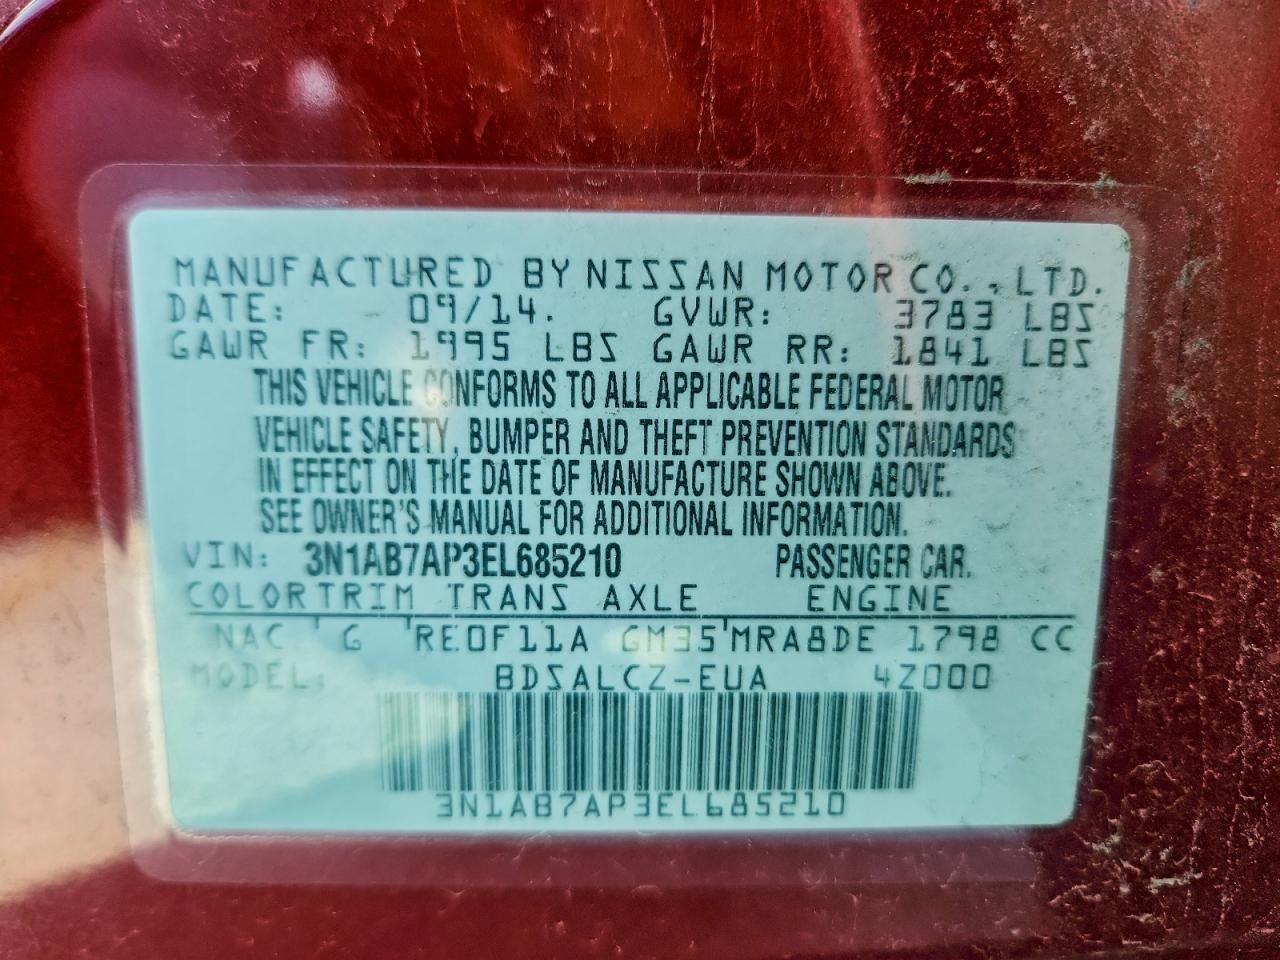 MANUFACTURED BY NISSAN MOTOR CO., LTD.
DATE: 09/14. GVWR: 3783 LBS
GAWR FR: 1995 LBS GAWR RR: 1841 LBS
THIS VEHICLE CONFORMS TO ALL APPLICABLE FEDERAL MOTOR
VEHICLE SAFETY, BUMPER AND THEFT PREVENTION STANDARDS
IN EFFECT ON THE DATE OF MANUFACTURE SHOWN ABOVE.
SEE OWNER'S MANUAL FOR ADDITIONAL INFORMATION.
VIN: 3N1AB7AP3EL685210 PASSENGER CAR.
COLOR TRIM TRANS AXLE ENGINE
NAC G RE0F11A GM35 MRA8DE 1798 CC
MODEL: BDSALCZ-EUA 4Z000
3N1AB7AP3EL685210